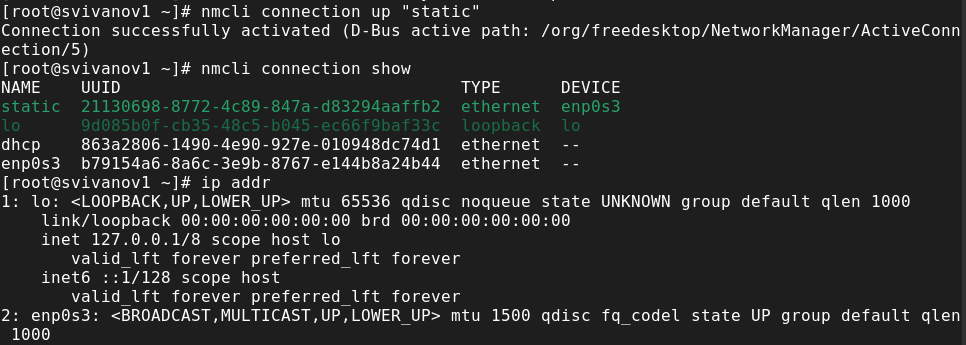 [root@svivanov1 ~]# nmcli connection up "static"
Connection successfully activated (D-Bus active path: /org/freedesktop/NetworkManager/ActiveConn
ection/5)
[root@svivanov1 ~]# nmcli connection show
NAME    UUID                                  TYPE      DEVICE
static  21130698-8772-4c89-847a-d83294aaffb2  ethernet  enp0s3
lo      9d085b0f-cb35-48c5-b045-ec66f9baf33c  loopback  lo
dhcp    863a2806-1490-4e90-927e-010948dc74d1  ethernet  --
enp0s3  b79154a6-8a6c-3e9b-8767-e144b8a24b44  ethernet  --
[root@svivanov1 ~]# ip addr
1: lo: <LOOPBACK,UP,LOWER_UP> mtu 65536 qdisc noqueue state UNKNOWN group default qlen 1000
    link/loopback 00:00:00:00:00:00 brd 00:00:00:00:00:00
    inet 127.0.0.1/8 scope host lo
       valid_lft forever preferred_lft forever
    inet6 ::1/128 scope host
       valid_lft forever preferred_lft forever
2: enp0s3: <BROADCAST,MULTICAST,UP,LOWER_UP> mtu 1500 qdisc fq_codel state UP group default qlen
 1000